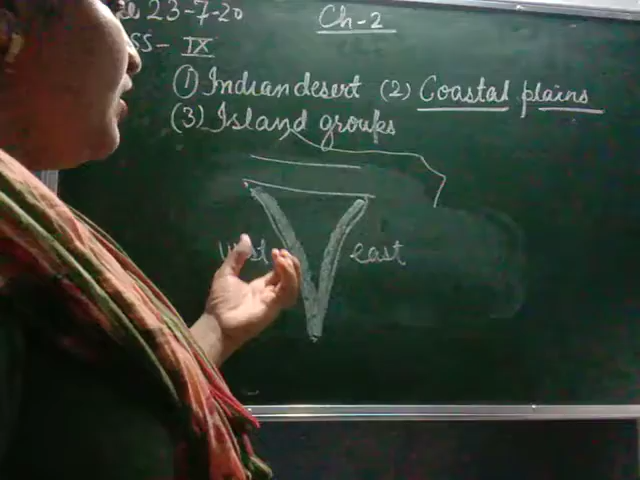 23-7-20
Ch-2
SS- IX
(1) Indian desert (2) Coastal plains
(3) Island groups
west east